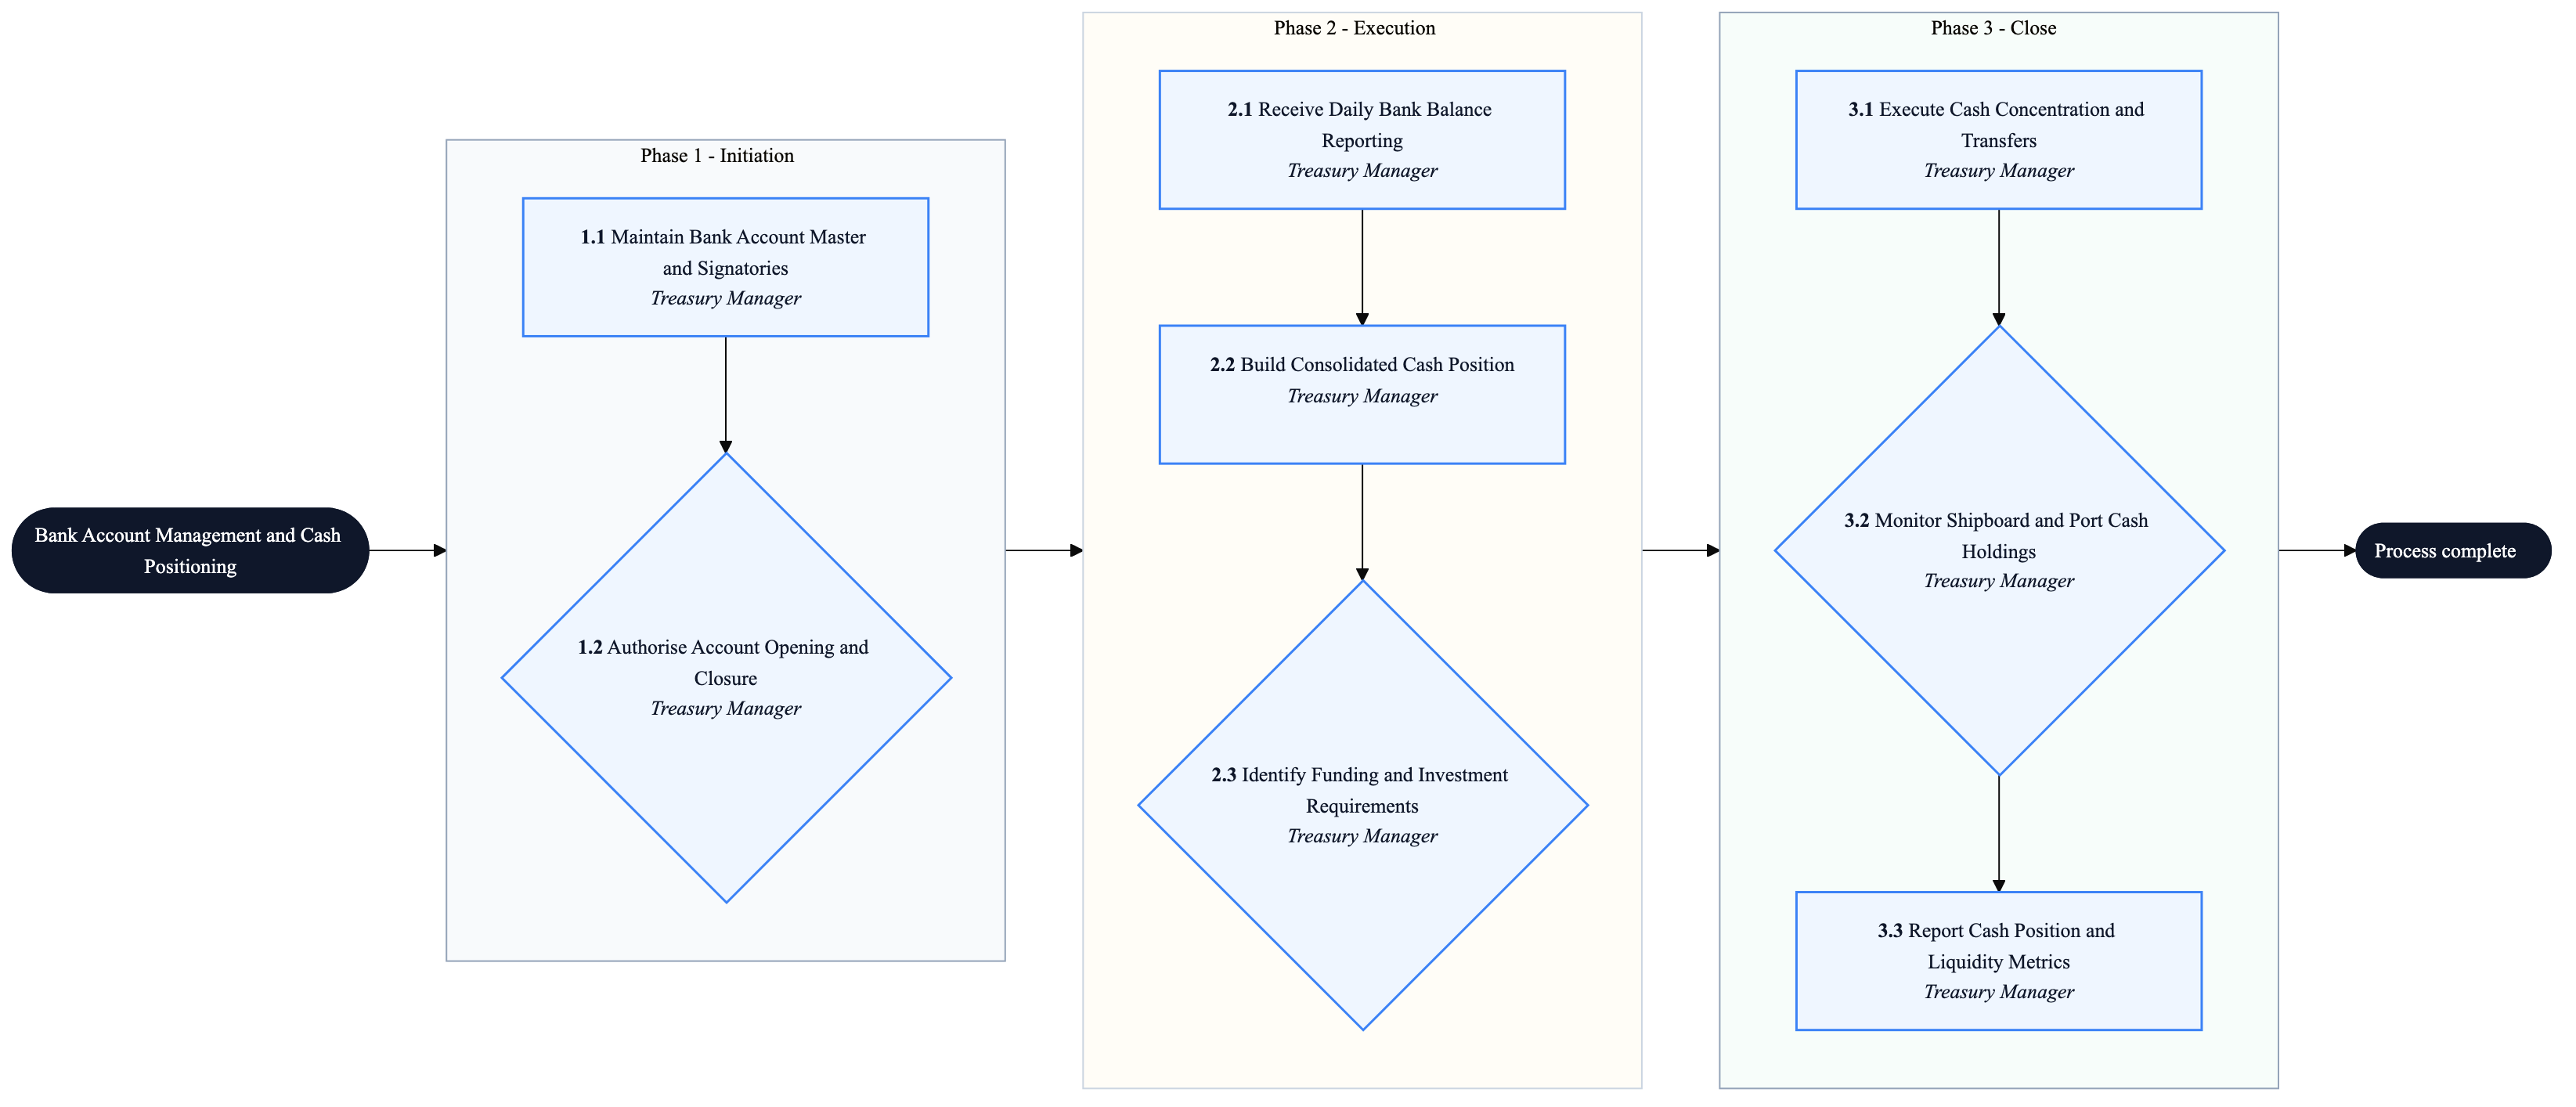 Bank Account Management and Cash
Positioning
Phase 1 - Initiation
1.1 Maintain Bank Account Master
and Signatories
Treasury Manager
1.2 Authorise Account Opening and
Closure
Treasury Manager
Phase 2 - Execution
2.1 Receive Daily Bank Balance
Reporting
Treasury Manager
2.2 Build Consolidated Cash Position
Treasury Manager
2.3 Identify Funding and Investment
Requirements
Treasury Manager
Phase 3 - Close
3.1 Execute Cash Concentration and
Transfers
Treasury Manager
3.2 Monitor Shipboard and Port Cash
Holdings
Treasury Manager
3.3 Report Cash Position and
Liquidity Metrics
Treasury Manager
Process complete